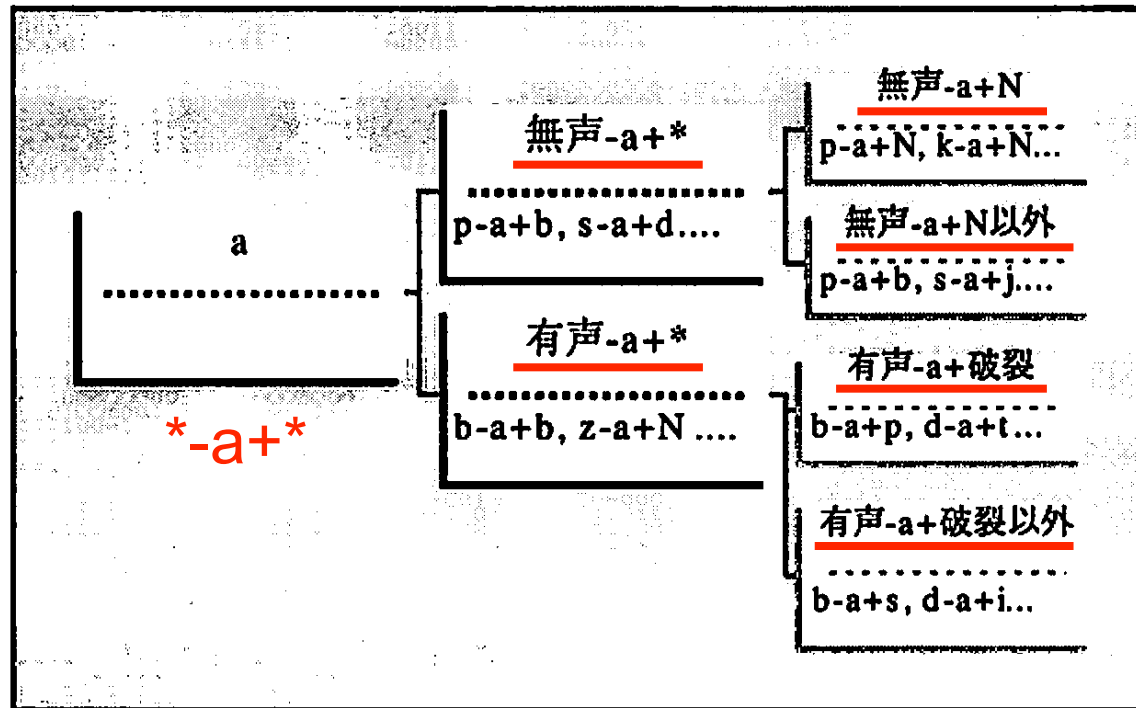 a
*-a+*
無声-a+*
p-a+b, s-a+d....
有声-a+*
b-a+b, z-a+N ....
無声-a+N
p-a+N, k-a+N...
無声-a+N以外
p-a+b, s-a+j....
有声-a+破裂
b-a+p, d-a+t...
有声-a+破裂以外
b-a+s, d-a+i...